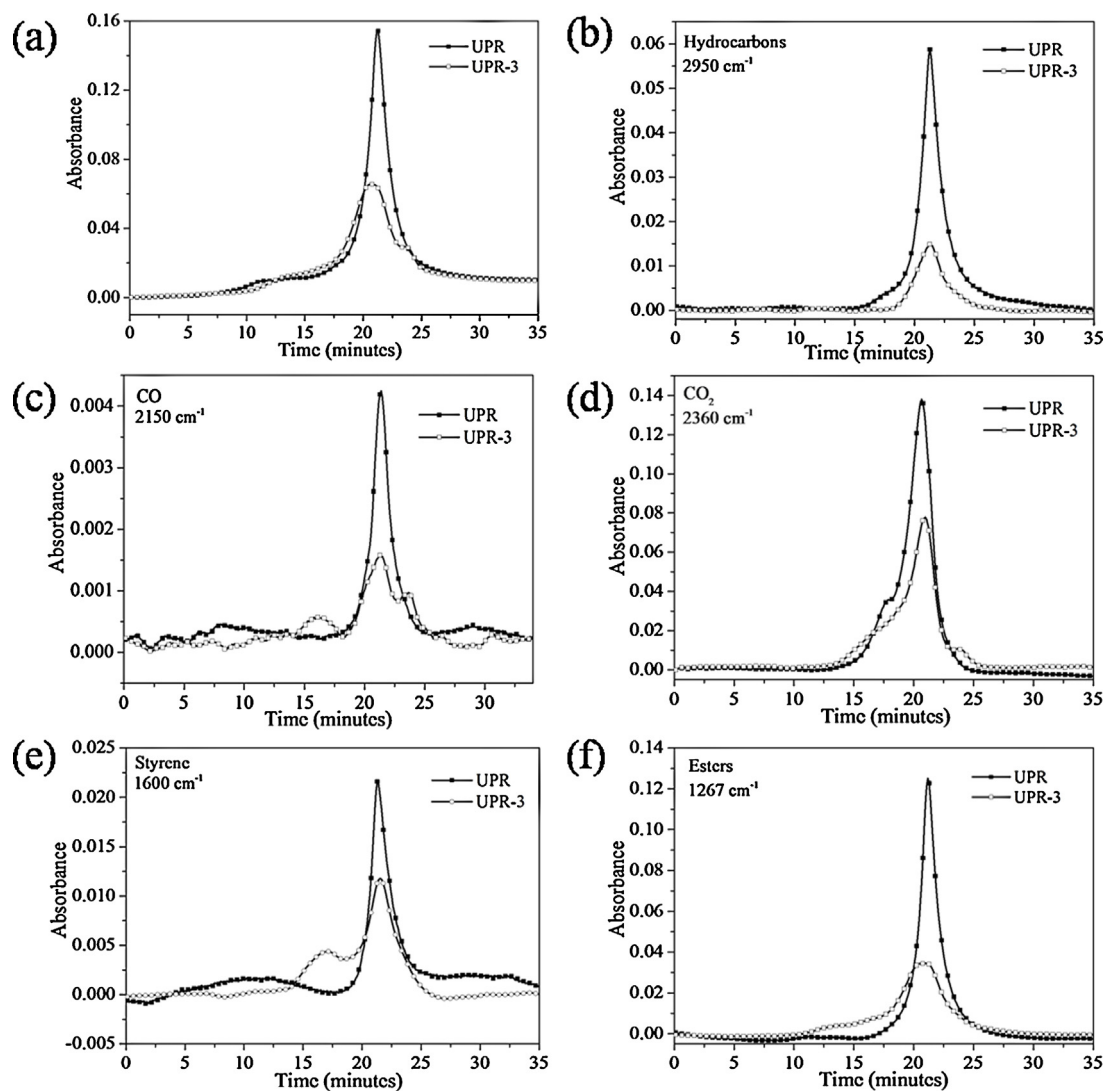 (a)
0.16
0.12
0.08
0.04
0.00
Absorbance
UPR
UPR-3
0 5 10 15 20 25 30 35
Time (minutes)
(b)
Hydrocarbons
2950 cm⁻¹
0.06
0.05
0.04
0.03
0.02
0.01
0.00
Absorbance
UPR
UPR-3
0 5 10 15 20 25 30 35
Time (minutes)
(c)
CO
2150 cm⁻¹
0.004
0.003
0.002
0.001
0.000
Absorbance
UPR
UPR-3
0 5 10 15 20 25 30
Time (minutes)
(d)
CO₂
2360 cm⁻¹
0.14
0.12
0.10
0.08
0.06
0.04
0.02
0.00
Absorbance
UPR
UPR-3
0 5 10 15 20 25 30 35
Time (minutes)
(e)
Styrene
1600 cm⁻¹
0.025
0.020
0.015
0.010
0.005
0.000
-0.005
Absorbance
UPR
UPR-3
0 5 10 15 20 25 30 35
Time (minutes)
(f)
Esters
1267 cm⁻¹
0.14
0.12
0.10
0.08
0.06
0.04
0.02
0.00
Absorbance
UPR
UPR-3
0 5 10 15 20 25 30 35
Time (minutes)